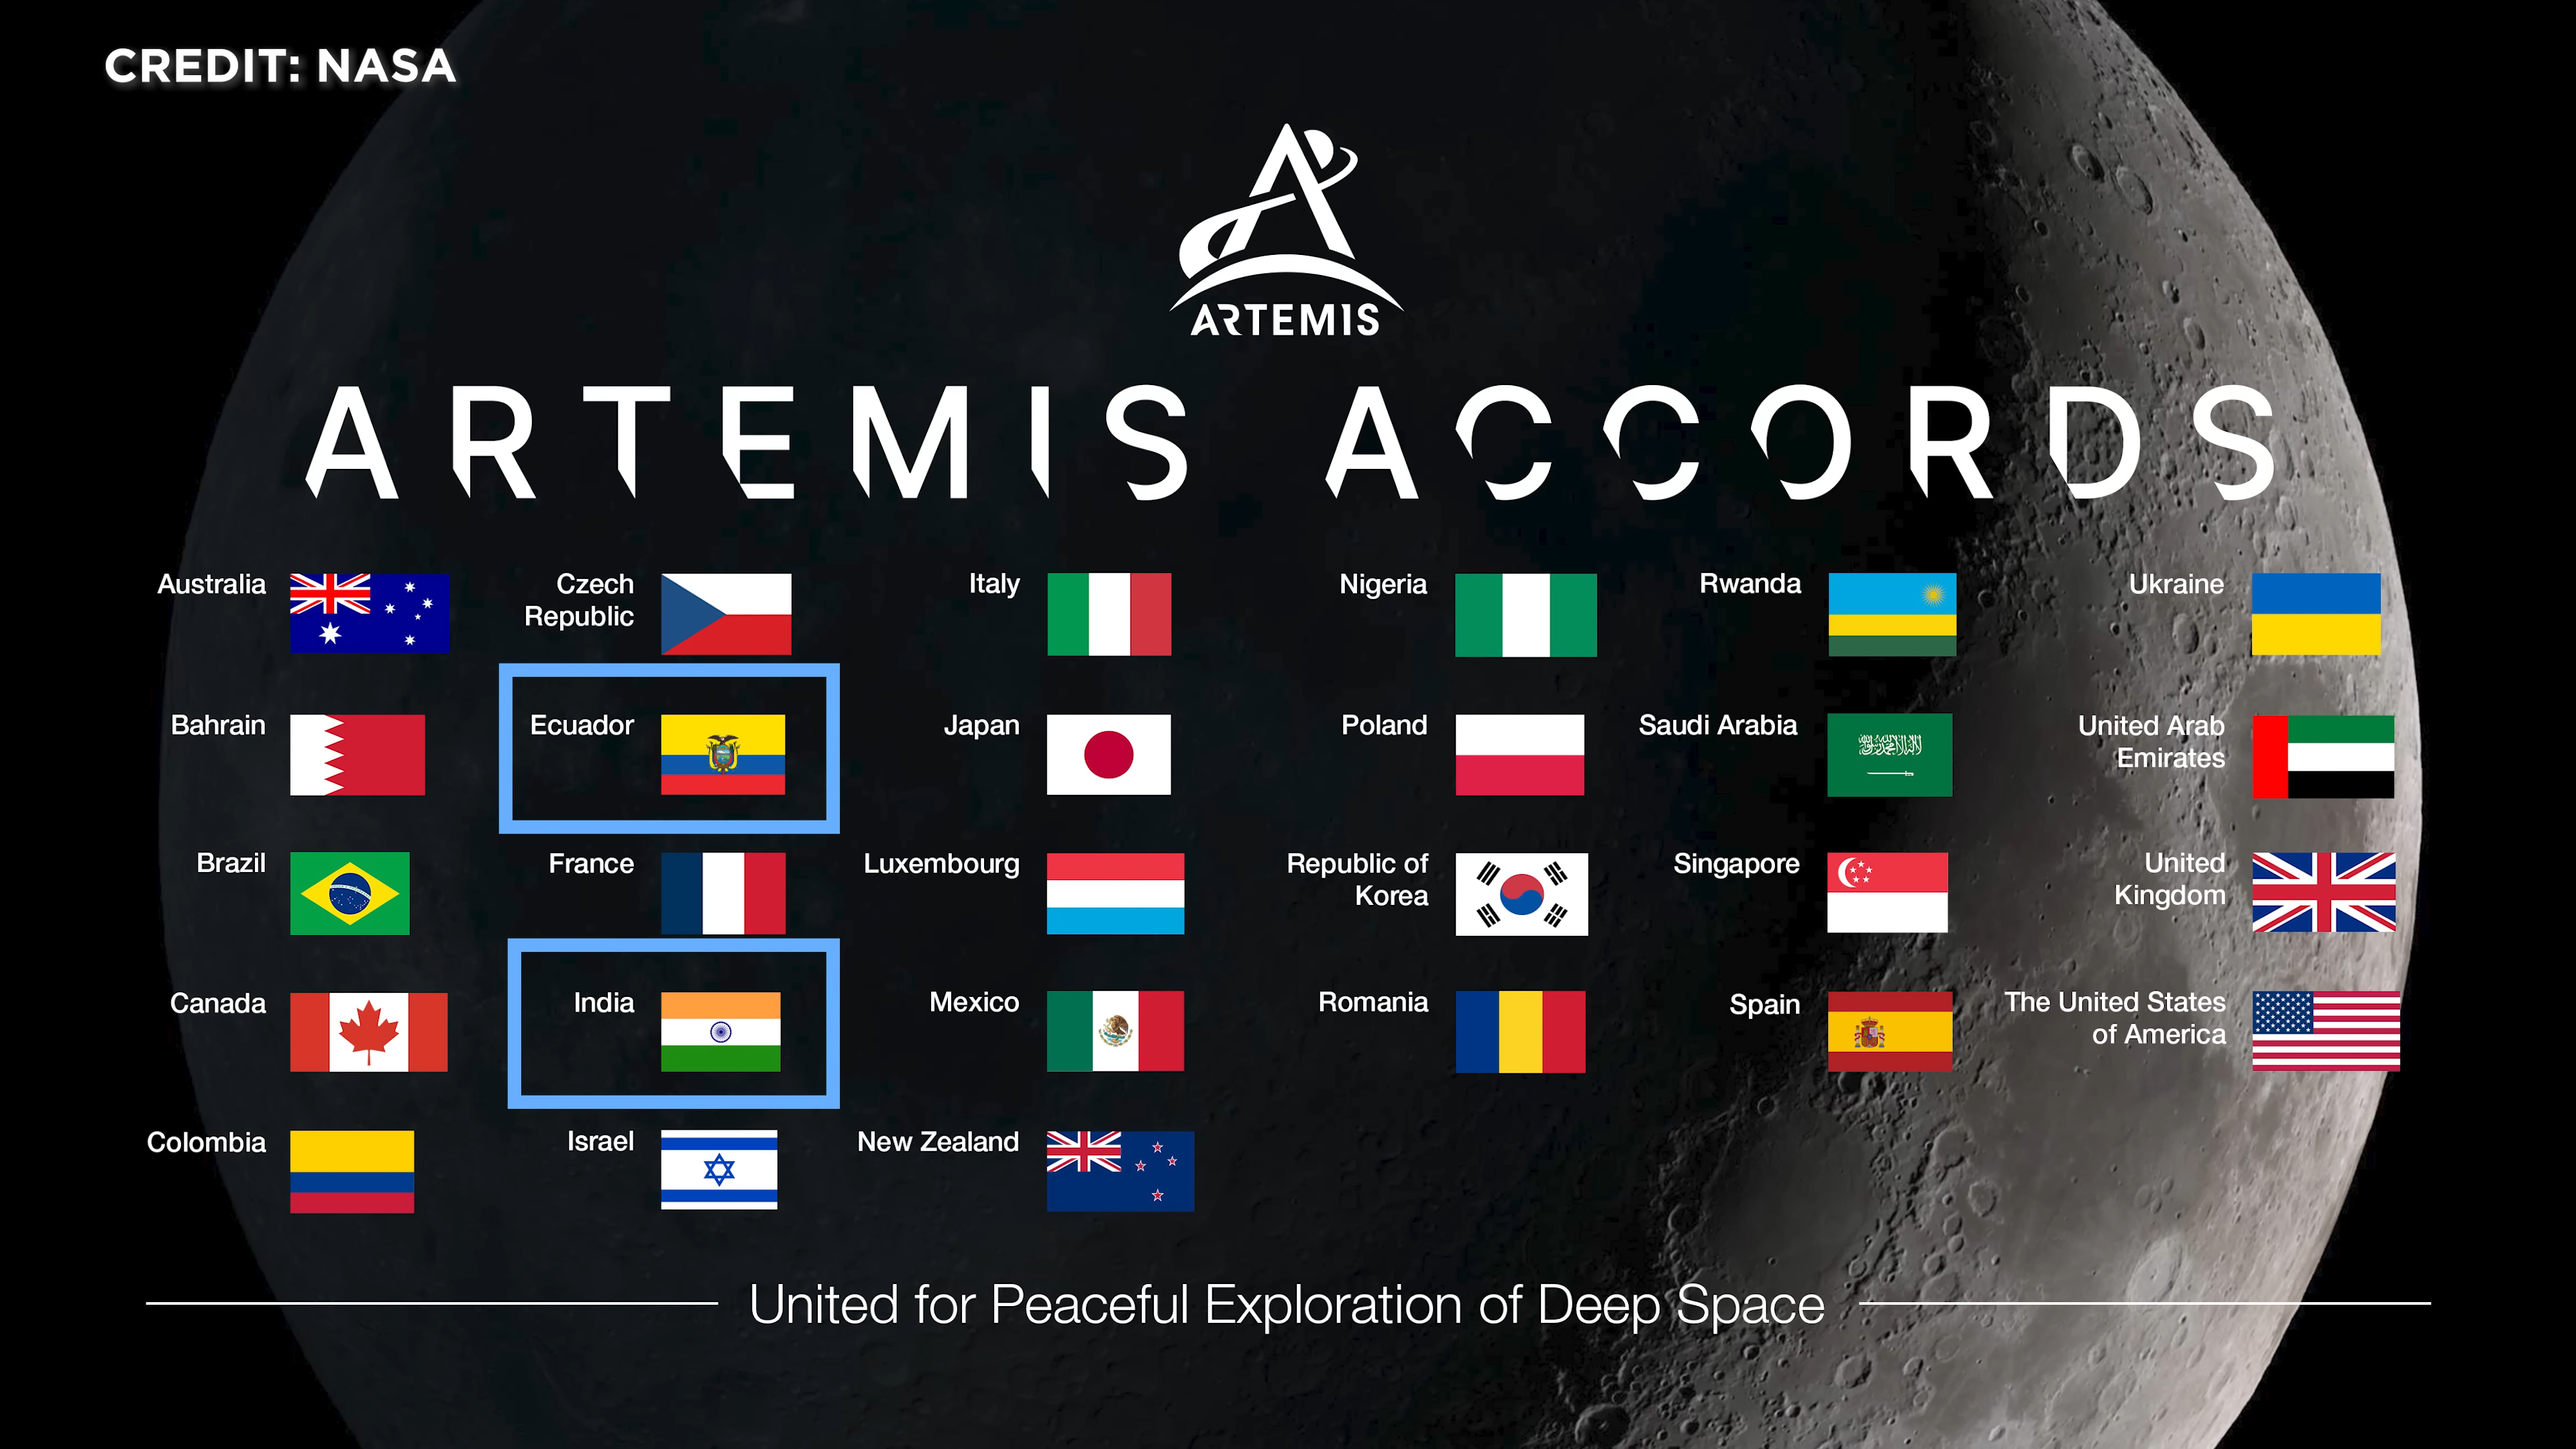 CREDIT: NASA
ARTEMIS
ARTEMIS ACCORDS
Australia
Bahrain
Brazil
Canada
Colombia
Czech
Republic
Ecuador
France
India
Israel
Italy
Japan
Luxembourg
Mexico
New Zealand
Nigeria
Poland
Republic of
Korea
Romania
Rwanda
Saudi Arabia
Singapore
Spain
Ukraine
United Arab
Emirates
United
Kingdom
The United States
of America
United for Peaceful Exploration of Deep Space